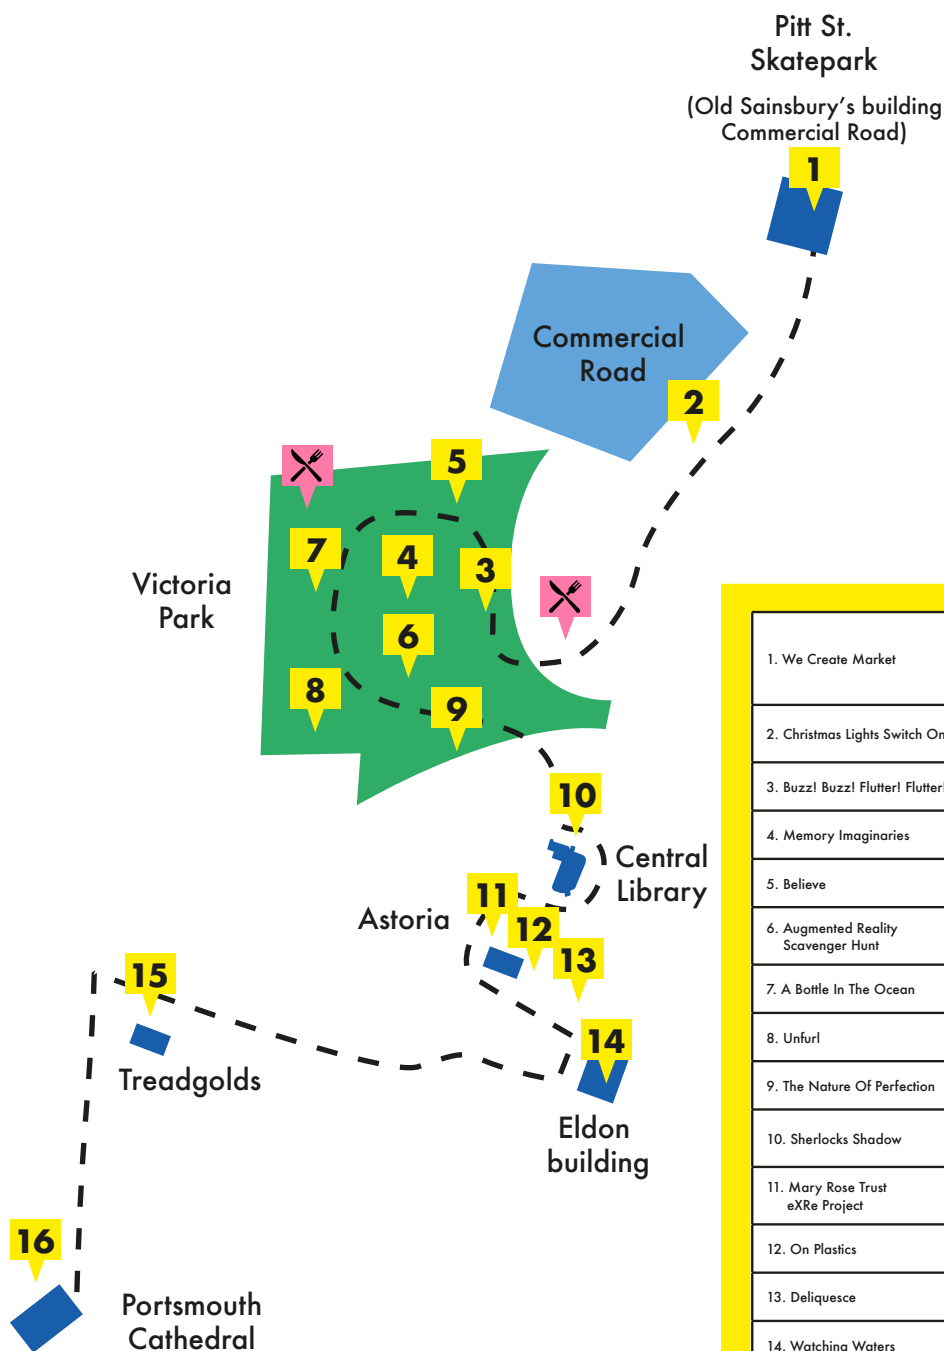 Pitt St.
Skatepark
(Old Sainsbury's building
Commercial Road)
1
Commercial
Road
2
5
7
4
3
Victoria
Park
6
8
9
10
Central
Library
11
Astoria
12
13
15
14
Treadgolds
Eldon
building
16
Portsmouth
Cathedral
1. We Create Market
2. Christmas Lights Switch On
3. Buzz! Buzz! Flutter! Flutter!
4. Memory Imaginaries
5. Believe
6. Augmented Reality
Scavenger Hunt
7. A Bottle In The Ocean
8. Unfurl
9. The Nature Of Perfection
10. Sherlocks Shadow
11. Mary Rose Trust
eXRe Project
12. On Plastics
13. Deliquesce
14. Watching Waters